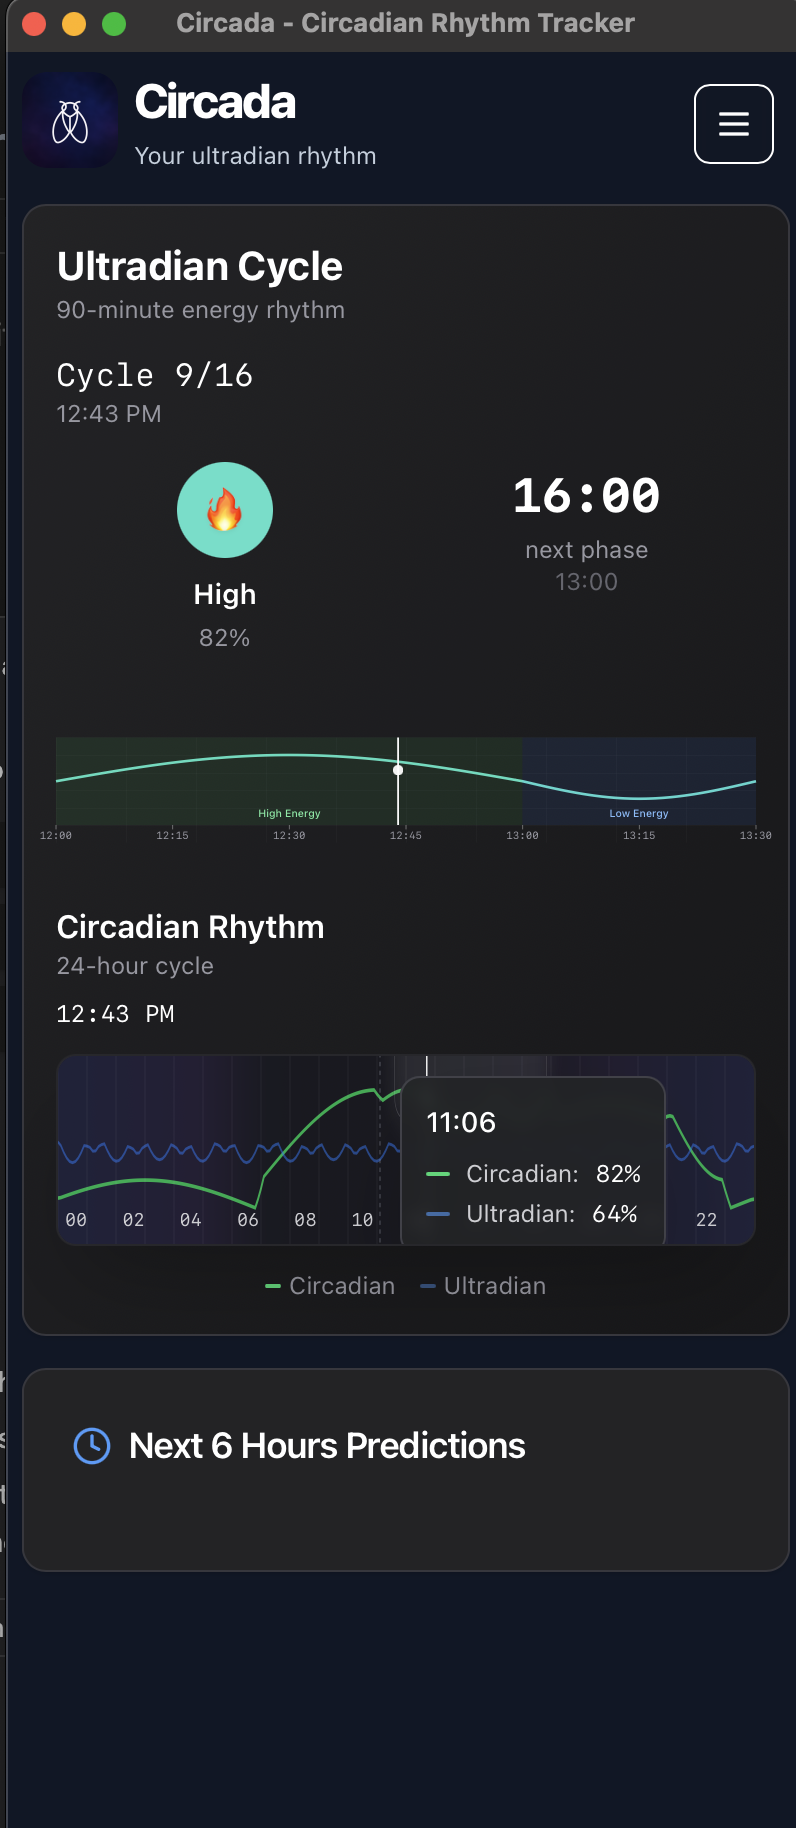 Circada - Circadian Rhythm Tracker
Circada
Your ultradian rhythm
Ultradian Cycle
90-minute energy rhythm
Cycle 9/16
12:43 PM
High
82%
16:00
next phase
13:00
High Energy
Low Energy
12:00 12:15 12:30 12:45 13:00 13:15 13:30
Circadian Rhythm
24-hour cycle
12:43 PM
11:06
Circadian: 82%
Ultradian: 64%
00 02 04 06 08 10 22
Circadian Ultradian
Next 6 Hours Predictions